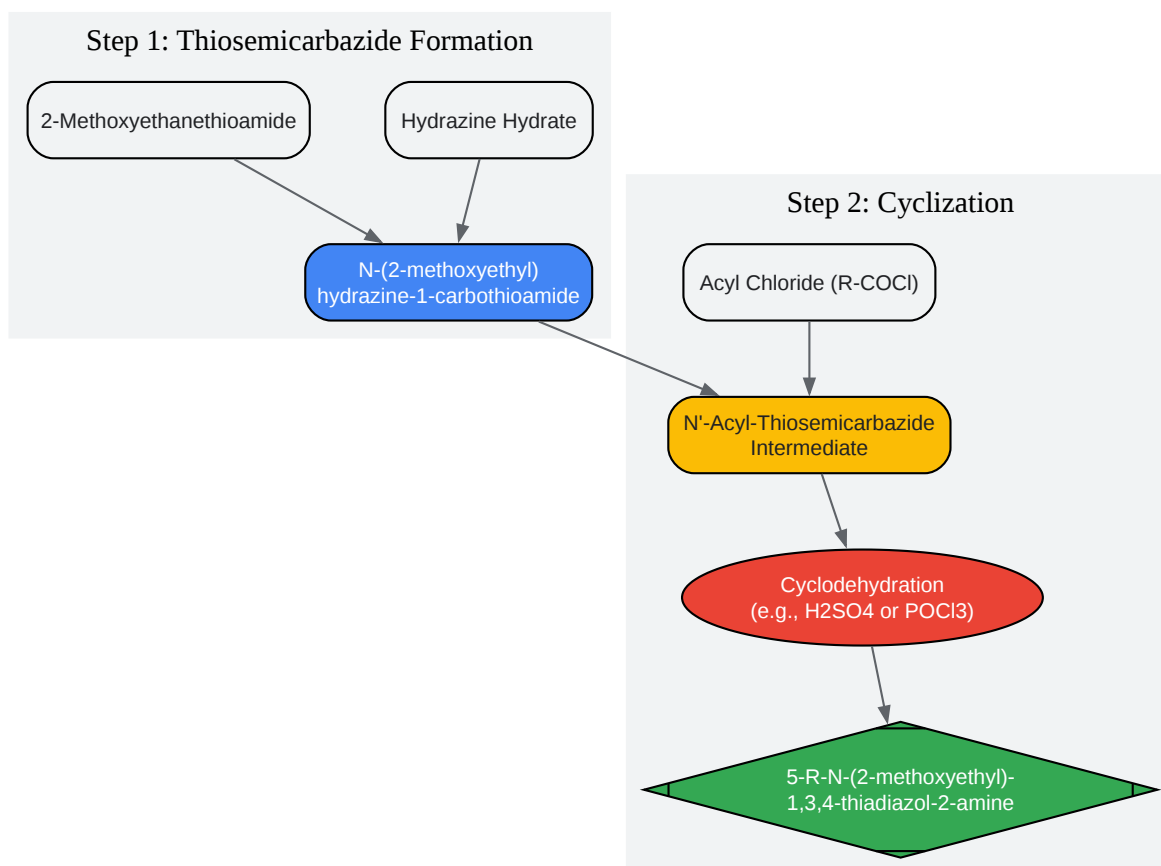 Step 1: Thiosemicarbazide Formation
2-Methoxyethanethioamide
Hydrazine Hydrate
N-(2-methoxyethyl)
hydrazine-1-carbothioamide
Step 2: Cyclization
Acyl Chloride (R-COCl)
N'-Acyl-Thiosemicarbazide
Intermediate
Cyclodehydration
(e.g., H2SO4 or POCl3)
5-R-N-(2-methoxyethyl)-
1,3,4-thiadiazol-2-amine